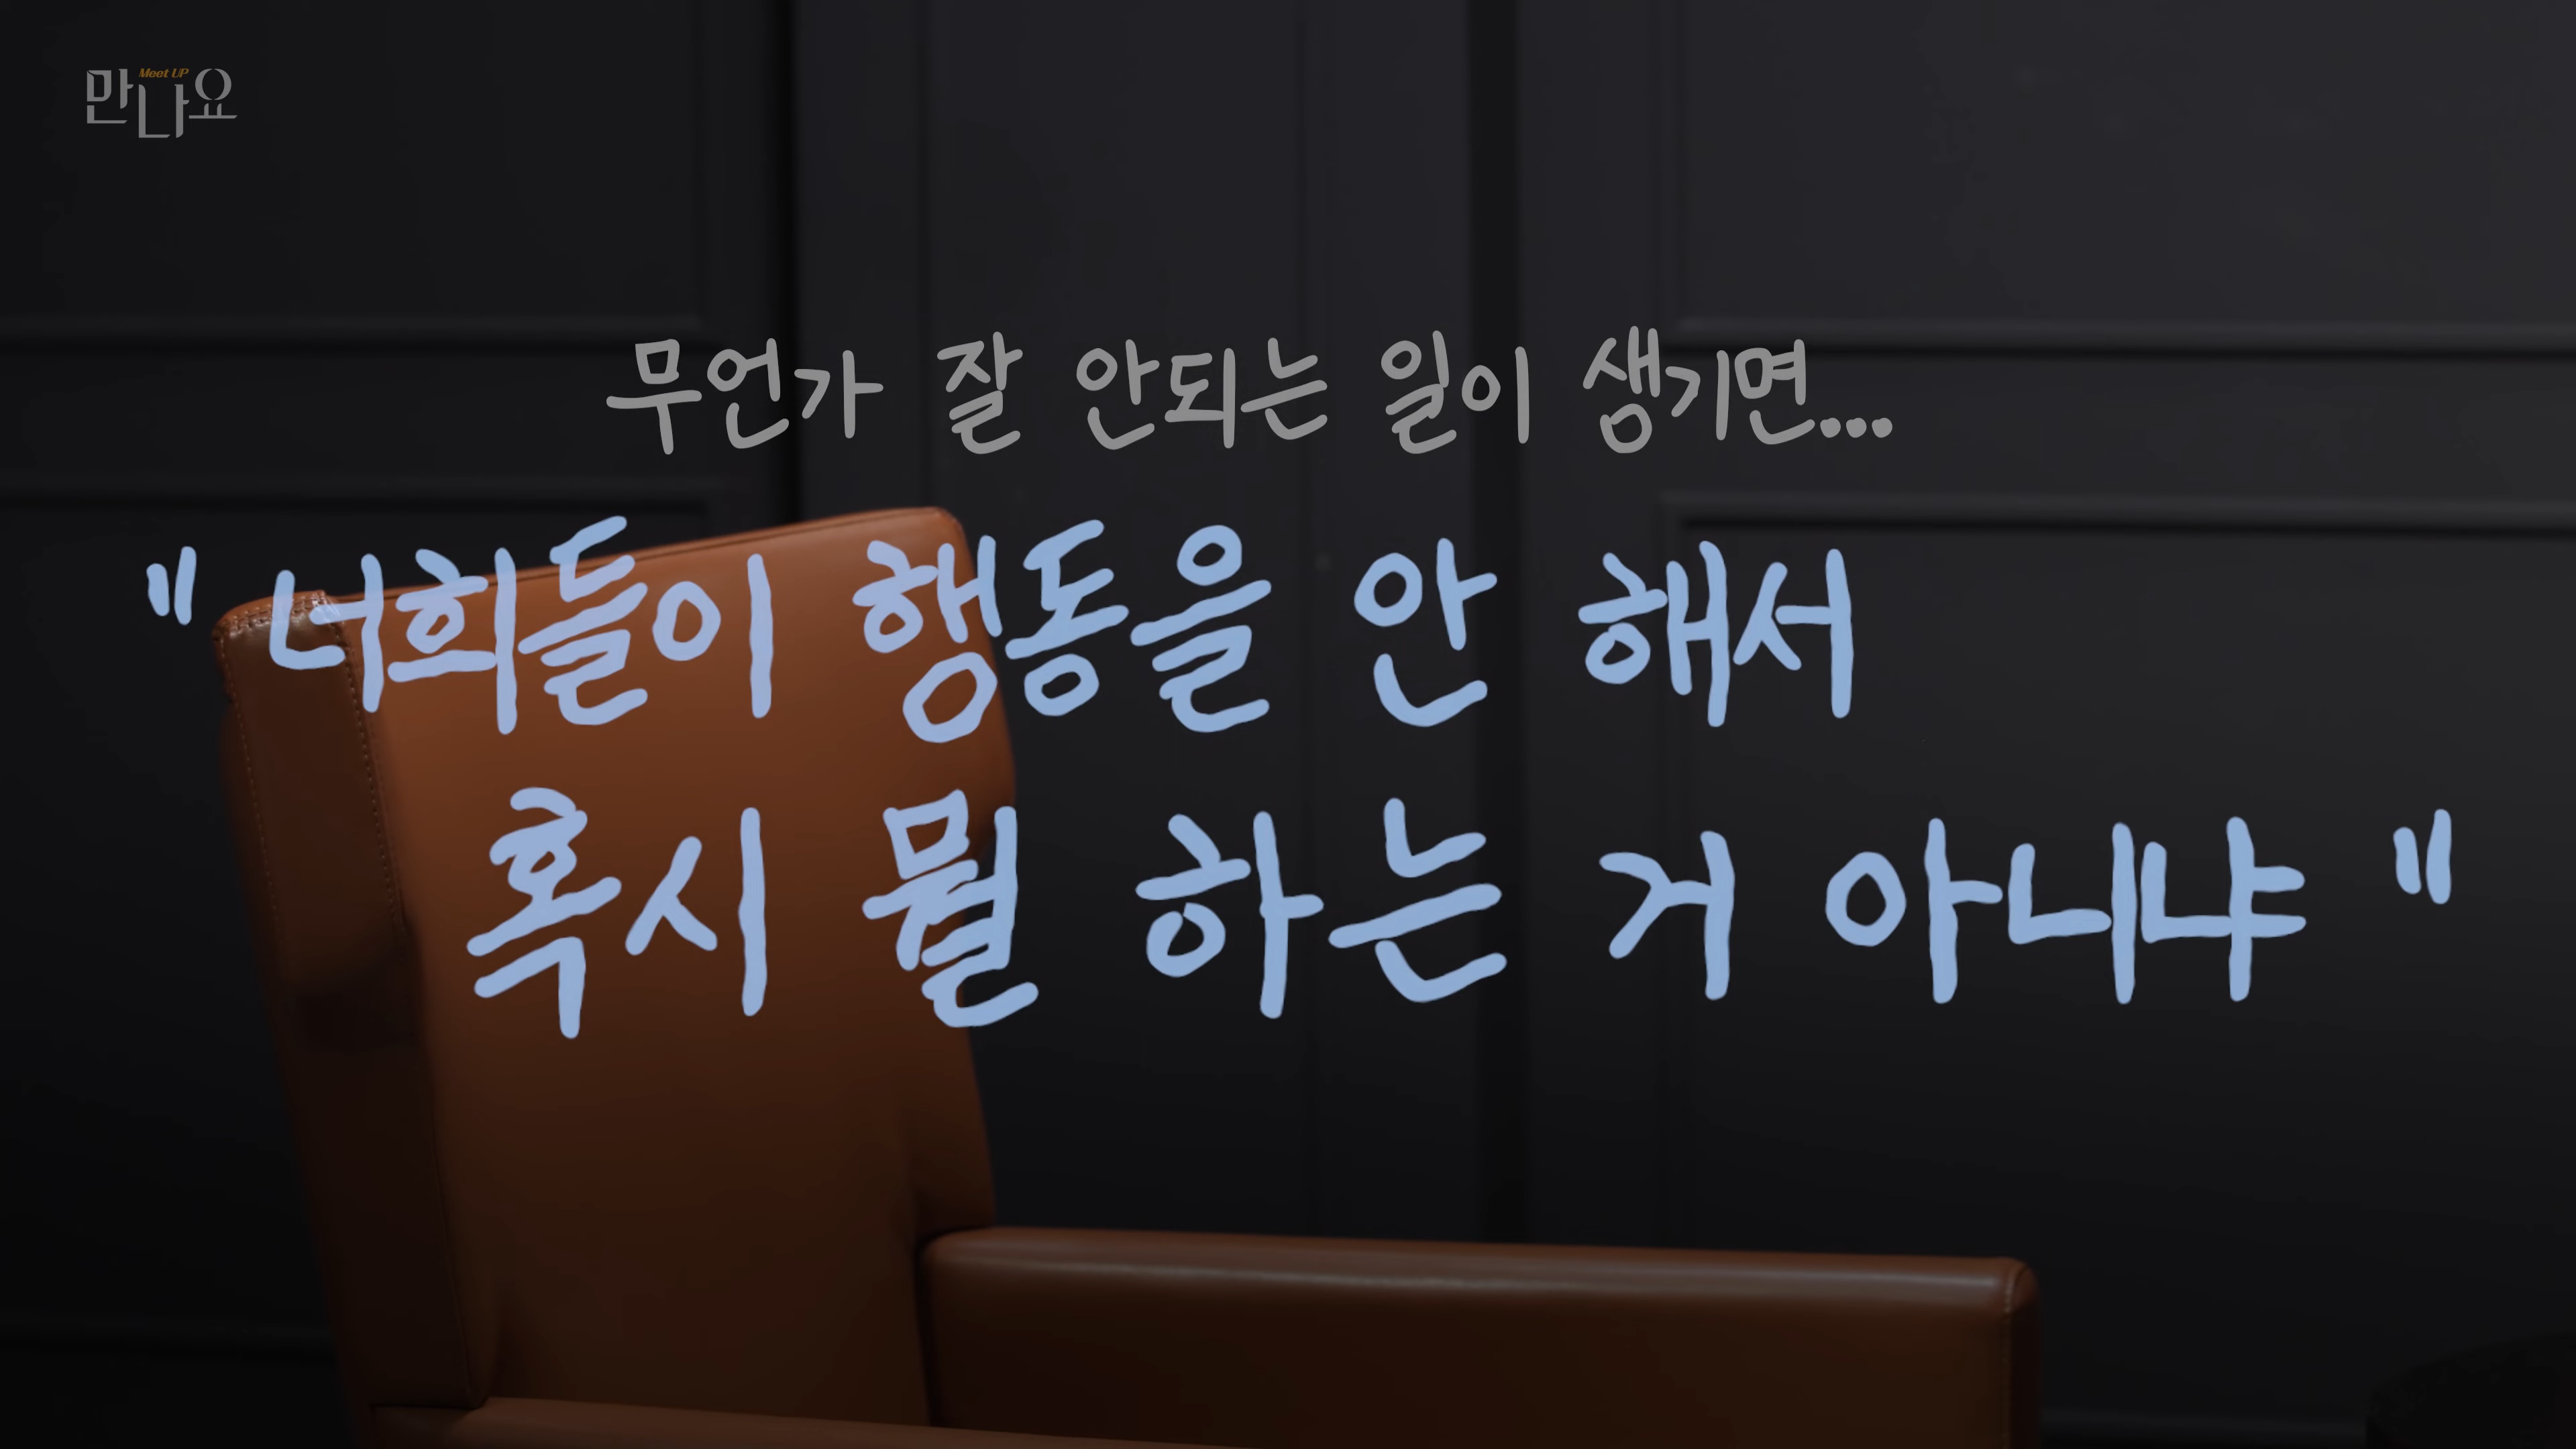 만나요
Meet UP
무언가 잘 안되는 일이 생기면...
" 너희들이 행동을 안 해서
혹시 뭘 하는 거 아니냐 "